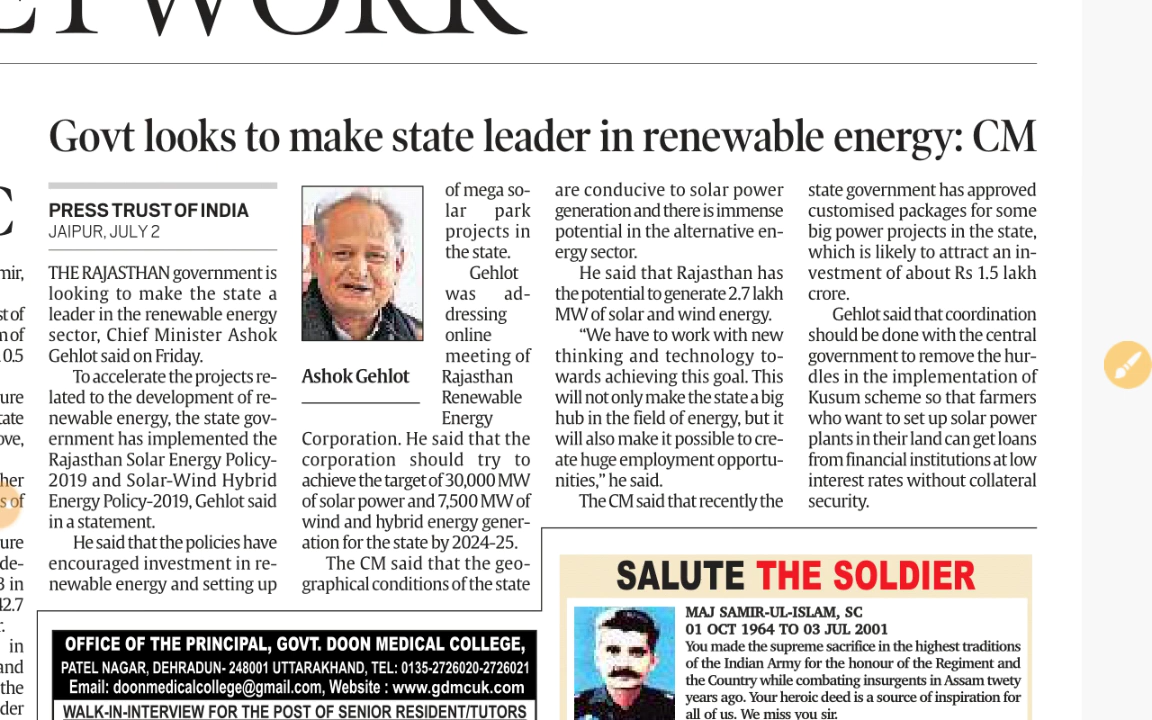 Govt looks to make state leader in renewable energy: CM
PRESS TRUST OF INDIA
JAIPUR, JULY 2
THE RAJASTHAN government is
looking to make the state a
leader in the renewable energy
sector, Chief Minister Ashok
Gehlot said on Friday.
To accelerate the projects re-
lated to the development of re-
newable energy, the state gov-
ernment has implemented the
Rajasthan Solar Energy Policy-
2019 and Solar-Wind Hybrid
Energy Policy-2019, Gehlot said
in a statement.
He said that the policies have
encouraged investment in re-
newable energy and setting up
Ashok Gehlot
of mega so-
lar park
projects in
the state.
Gehlot
was ad-
dressing
online
meeting of
Rajasthan
Renewable
Energy
Corporation. He said that the
corporation should try to
achieve the target of 30,000 MW
of solar power and 7,500 MW of
wind and hybrid energy gener-
ation for the state by 2024-25.
The CM said that the geo-
graphical conditions of the state
are conducive to solar power
generation and there is immense
potential in the alternative en-
ergy sector.
He said that Rajasthan has
the potential to generate 2.7 lakh
MW of solar and wind energy.
“We have to work with new
thinking and technology to-
wards achieving this goal. This
will not only make the state a big
hub in the field of energy, but it
will also make it possible to cre-
ate huge employment opportu-
nities,” he said.
The CM said that recently the
state government has approved
customised packages for some
big power projects in the state,
which is likely to attract an in-
vestment of about Rs 1.5 lakh
crore.
Gehlot said that coordination
should be done with the central
government to remove the hur-
dles in the implementation of
Kusum scheme so that farmers
who want to set up solar power
plants in their land can get loans
from financial institutions at low
interest rates without collateral
security.
OFFICE OF THE PRINCIPAL, GOVT. DOON MEDICAL COLLEGE,
PATEL NAGAR, DEHRADUN- 248001 UTTARAKHAND, TEL: 0135-2726020-2726021
Email: doonmedicalcollege@gmail.com, Website : www.gdmcuk.com
WALK-IN-INTERVIEW FOR THE POST OF SENIOR RESIDENT/TUTORS
SALUTE THE SOLDIER
MAJ SAMIR-UL-ISLAM, SC
01 OCT 1964 TO 03 JUL 2001
You made the supreme sacrifice in the highest traditions
of the Indian Army for the honour of the Regiment and
the Country while combating insurgents in Assam twety
years ago. Your heroic deed is a source of inspiration for
all of us. We miss you sir.